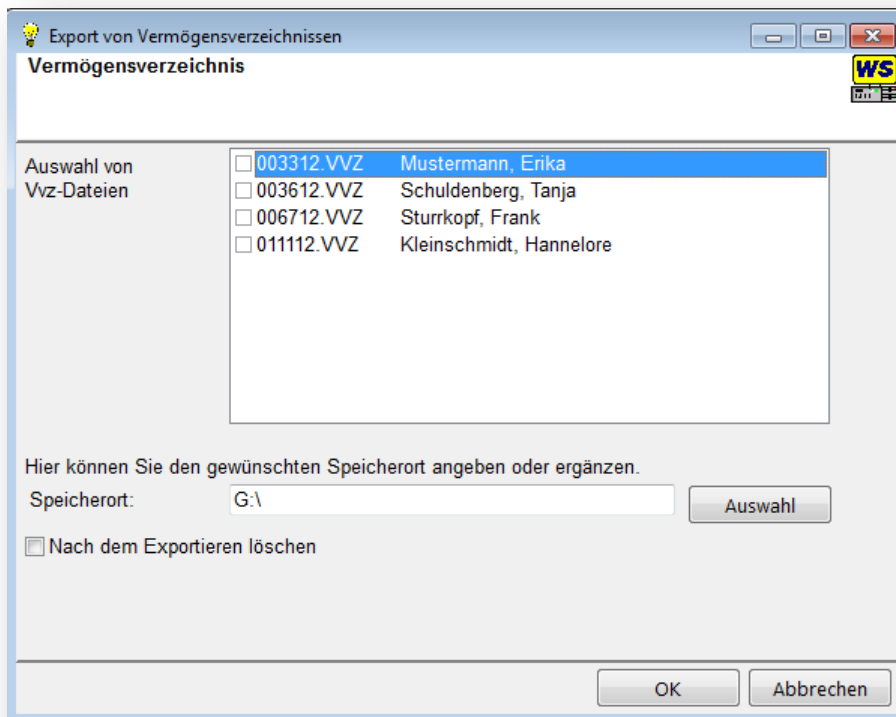 Export von Vermögensverzeichnissen
Vermögensverzeichnis
WS
Auswahl von
Vvz-Dateien
003312.VVZ Mustermann, Erika
003612.VVZ Schuldenberg, Tanja
006712.VVZ Sturrkopf, Frank
011112.VVZ Kleinschmidt, Hannelore
Hier können Sie den gewünschten Speicherort angeben oder ergänzen.
Speicherort: G:\ Auswahl
Nach dem Exportieren löschen
OK Abbrechen